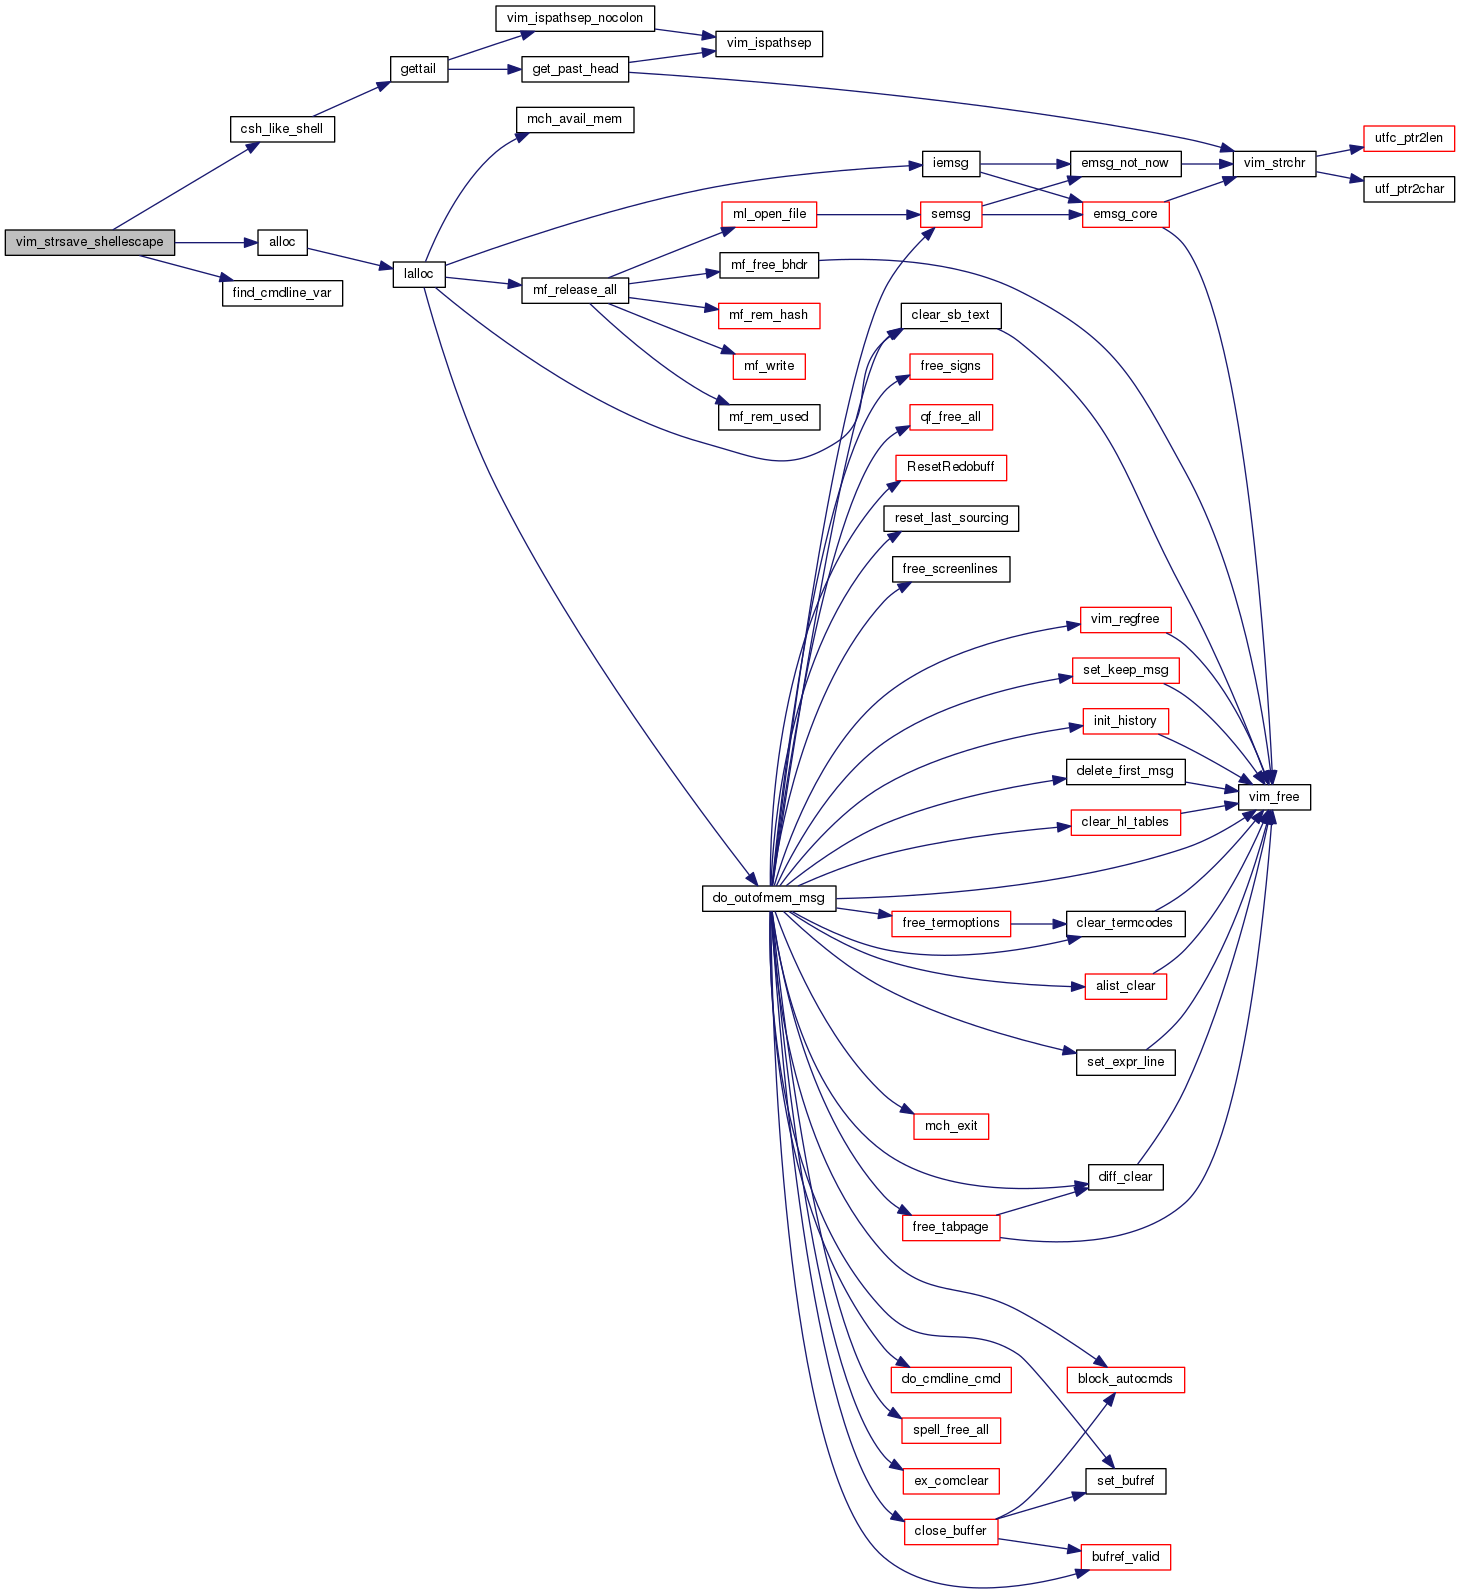 vim_ispathsep_nocolon
vim_ispathsep
gettail
get_past_head
mch_avail_mem
csh_like_shell
utfc_ptr2len
iemsg
emsg_not_now
vim_strchr
utf_ptr2char
ml_open_file
semsg
emsg_core
vim_strsave_shellescape
alloc
mf_free_bhdr
lalloc
find_cmdline_var
mf_release_all
mf_rem_hash
clear_sb_text
mf_write
free_signs
mf_rem_used
qf_free_all
ResetRedobuff
reset_last_sourcing
free_screenlines
vim_regfree
set_keep_msg
init_history
delete_first_msg
vim_free
clear_hl_tables
do_outofmem_msg
free_termoptions
clear_termcodes
alist_clear
set_expr_line
mch_exit
diff_clear
free_tabpage
do_cmdline_cmd
block_autocmds
spell_free_all
ex_comclear
set_bufref
close_buffer
bufref_valid